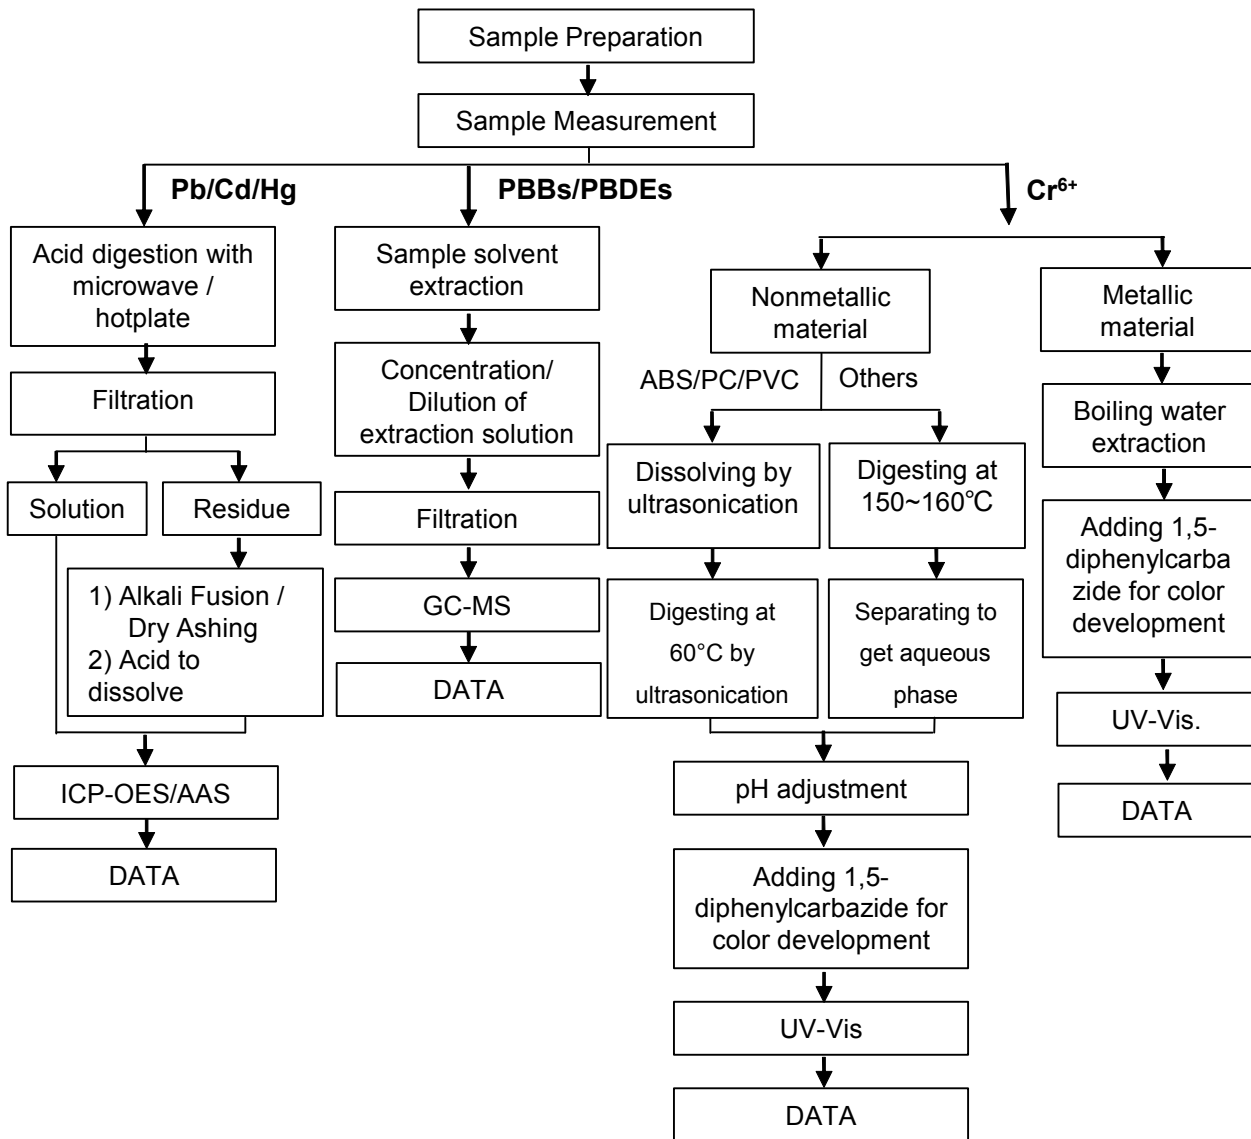 Sample Preparation
Sample Measurement
Pb/Cd/Hg
PBBs/PBDEs
Cr⁶⁺
Acid digestion with
microwave /
hotplate
Filtration
Solution
Residue
1) Alkali Fusion /
Dry Ashing
2) Acid to
dissolve
ICP-OES/AAS
DATA
Sample solvent
extraction
Concentration/
Dilution of
extraction solution
Filtration
GC-MS
DATA
Nonmetallic
material
ABS/PC/PVC
Others
Dissolving by
ultrasonication
Digesting at
60°C by
ultrasonication
Digesting at
150~160℃
Separating to
get aqueous
phase
pH adjustment
Adding 1,5-
diphenylcarbazide for
color development
UV-Vis
DATA
Metallic
material
Boiling water
extraction
Adding 1,5-
diphenylcarba
zide for color
development
UV-Vis.
DATA